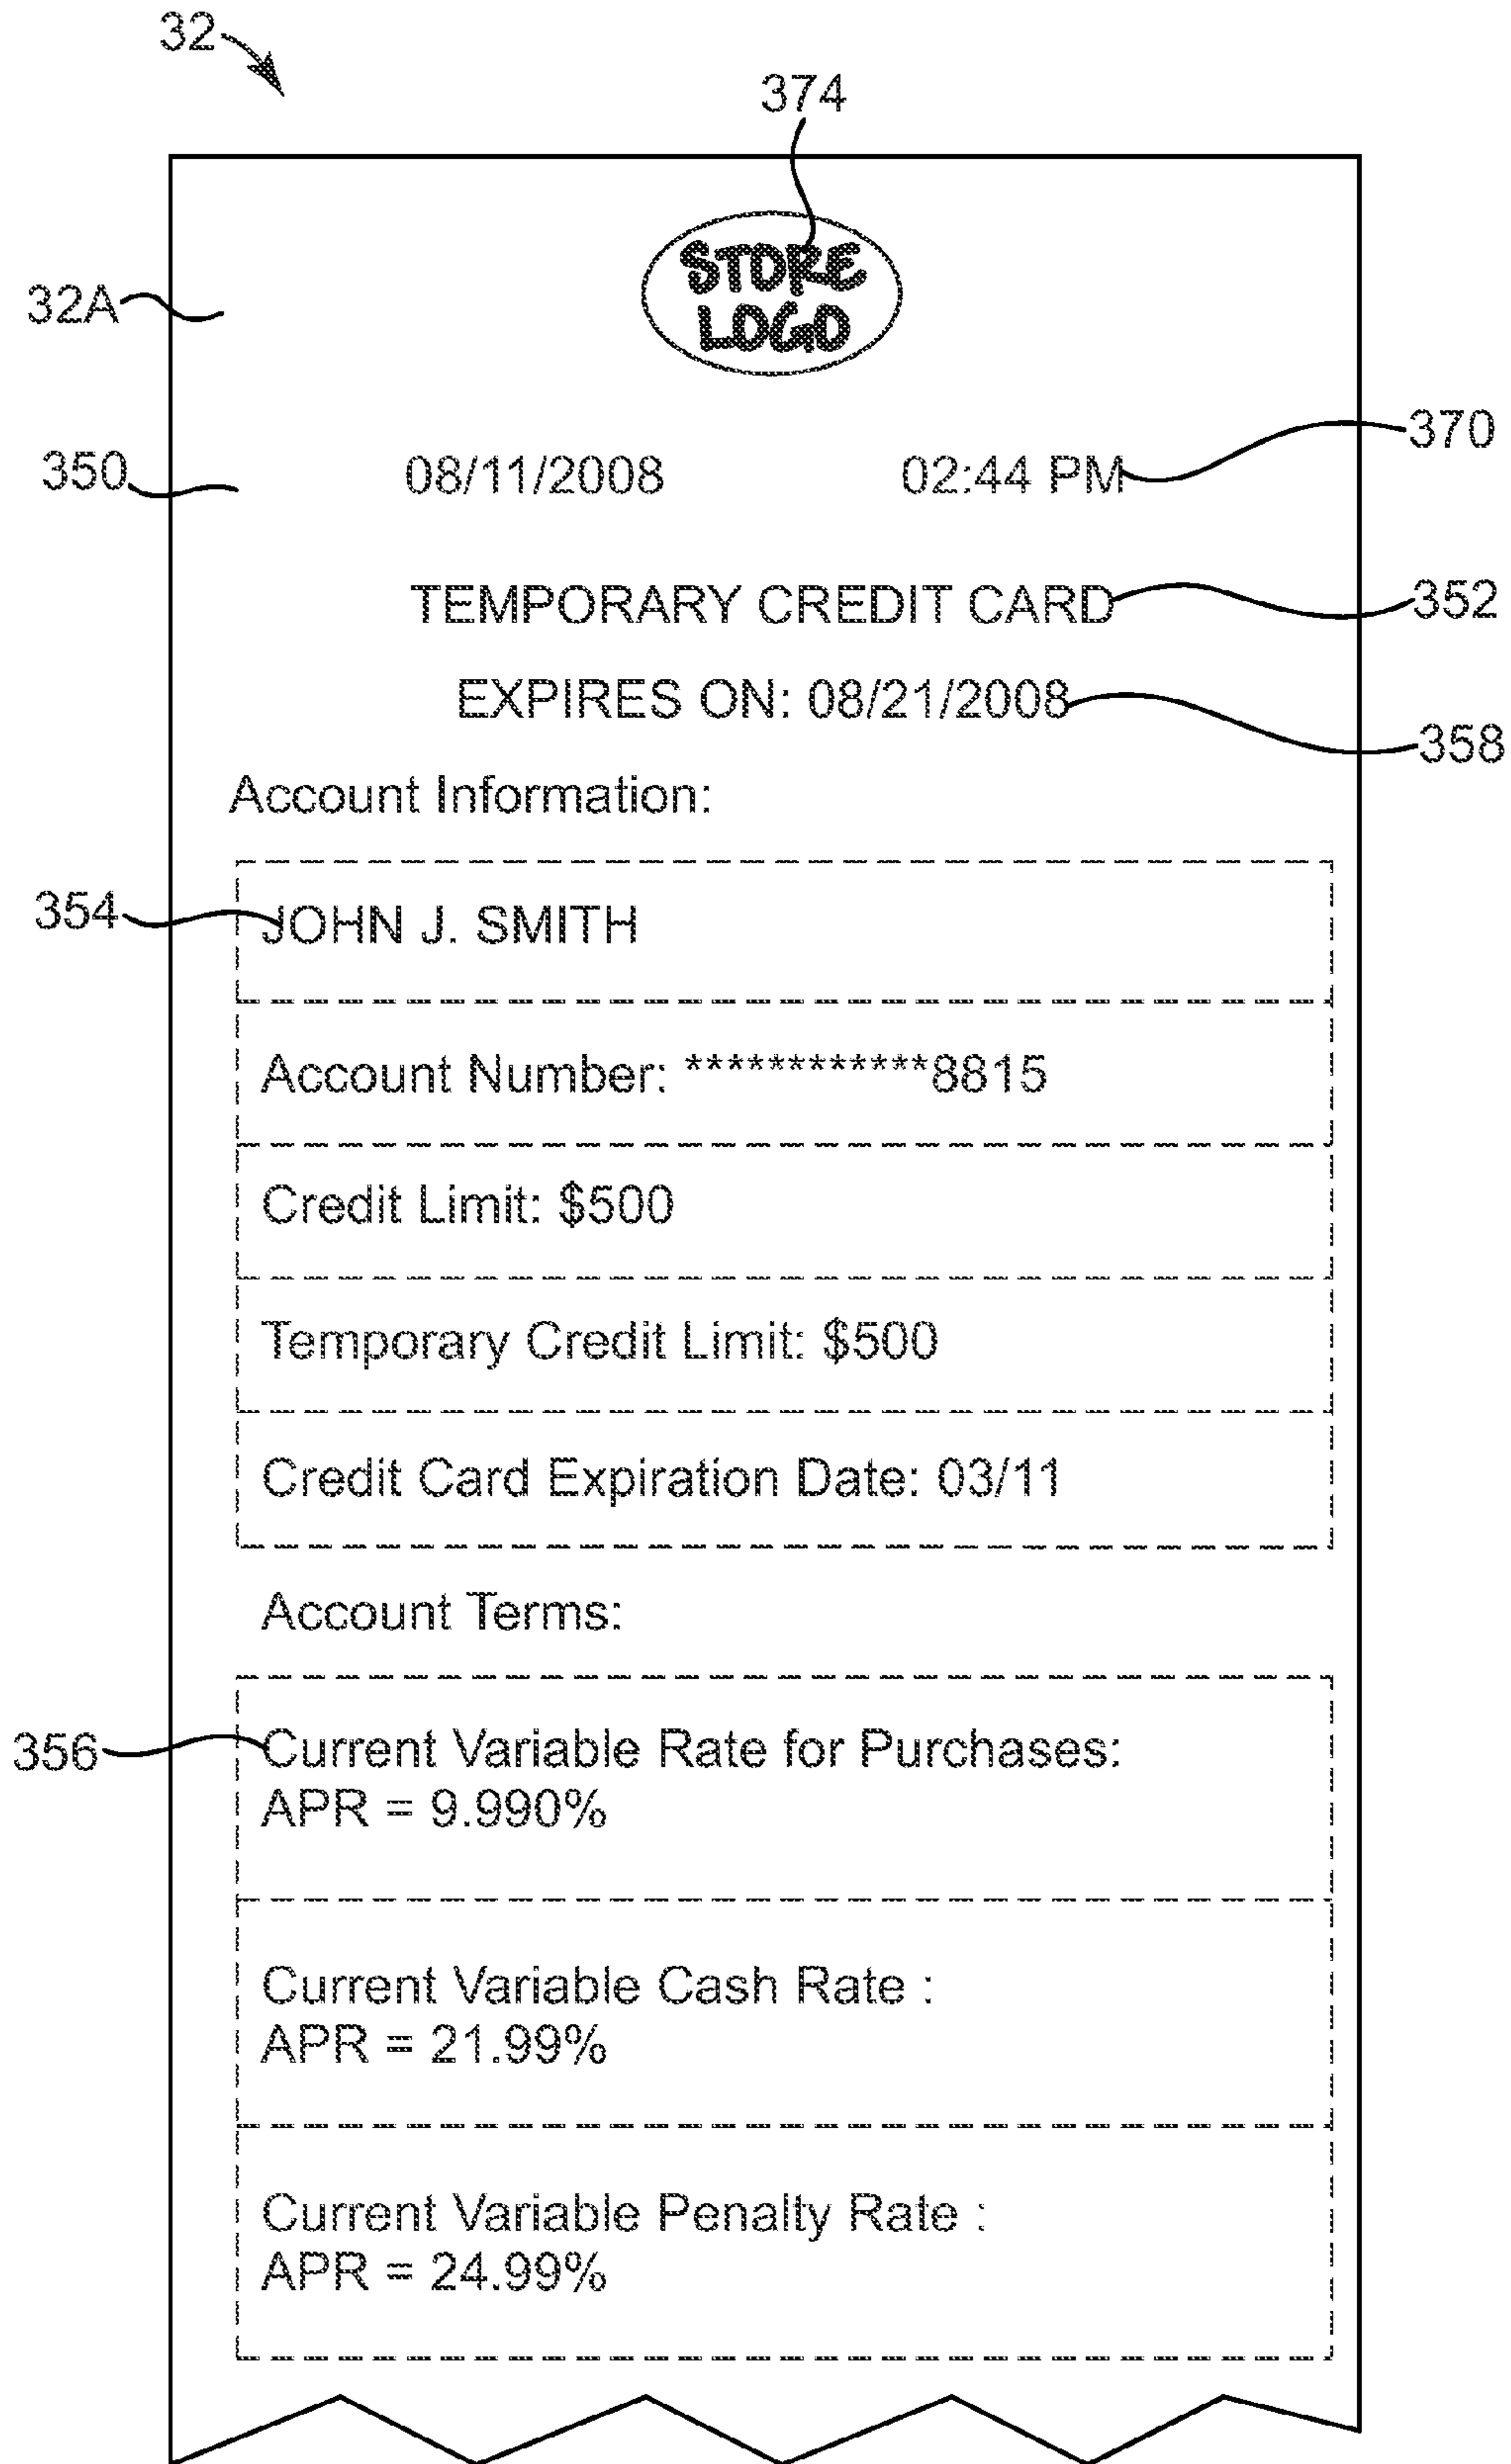 32
374
STORE
LOGO
32A
370
350
08/11/2008 02:44 PM
TEMPORARY CREDIT CARD
352
EXPIRES ON: 08/21/2008
358
Account Information:
354
JOHN J. SMITH
Account Number: ************8815
Credit Limit: $500
Temporary Credit Limit: $500
Credit Card Expiration Date: 03/11
Account Terms:
356
Current Variable Rate for Purchases:
APR = 9.990%
Current Variable Cash Rate :
APR = 21.99%
Current Variable Penalty Rate :
APR = 24.99%